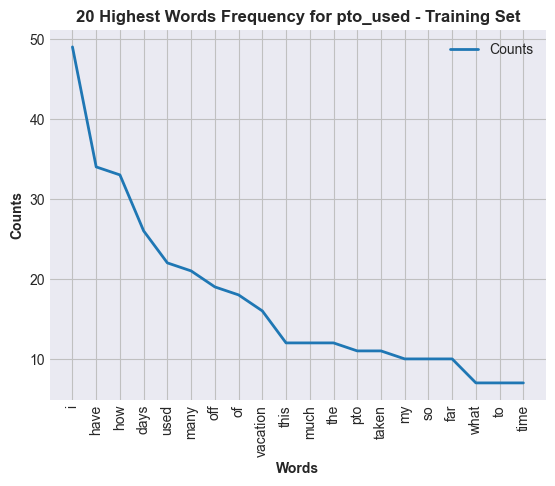 20 Highest Words Frequency for pto_used - Training Set
Counts
50
40
30
20
10
Counts
i
have
how
days
used
many
off
of
vacation
this
much
the
pto
taken
my
so
far
what
to
time
Words